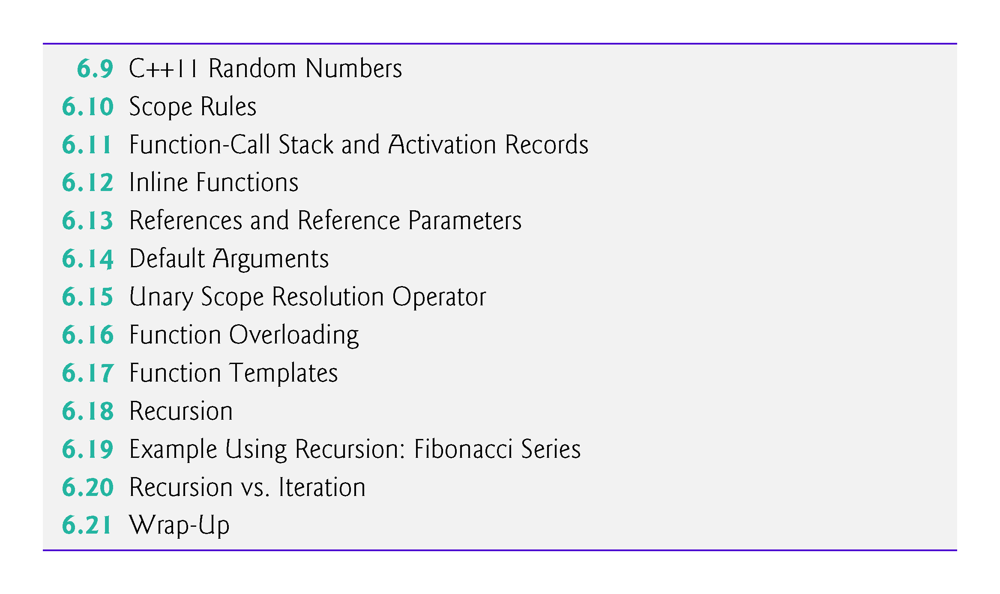 6.9 C++11 Random Numbers
6.10 Scope Rules
6.11 Function-Call Stack and Activation Records
6.12 Inline Functions
6.13 References and Reference Parameters
6.14 Default Arguments
6.15 Unary Scope Resolution Operator
6.16 Function Overloading
6.17 Function Templates
6.18 Recursion
6.19 Example Using Recursion: Fibonacci Series
6.20 Recursion vs. Iteration
6.21 Wrap-Up